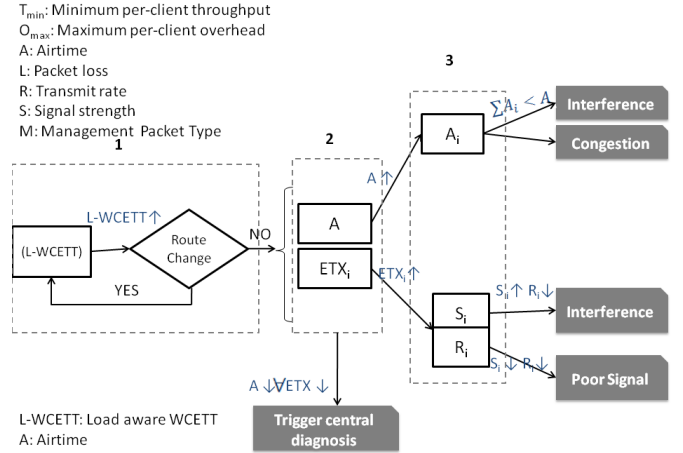 Tmin: Minimum per-client throughput
Omax: Maximum per-client overhead
A: Airtime
L: Packet loss
R: Transmit rate
S: Signal strength
M: Management Packet Type
1
2
3
(L-WCETT)
L-WCETT↑
Route
Change
YES
NO
A
ETXi
A ↑
ETXi↑
Ai
∑Ai < A
Interference
Congestion
Si
Ri
Si↑ Ri↓
Interference
Si↓ Ri↓
Poor Signal
A ↓∀ETX ↓
Trigger central
diagnosis
L-WCETT: Load aware WCETT
A: Airtime